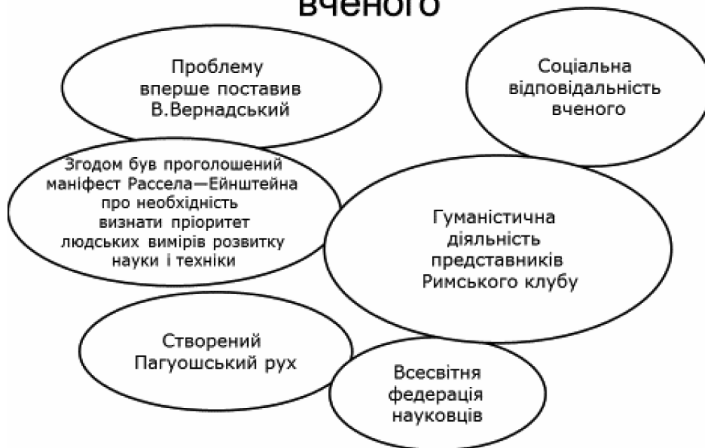 вченого
Проблему
вперше поставив
В.Вернадський
Соціальна
відповідальність
вченого
Згодом був проголошений
маніфест Рассела—Ейнштейна
про необхідність
визнати пріоритет
людських вимірів розвитку
науки і техніки
Гуманістична
діяльність
представників
Римського клубу
Створений
Пагуошський рух
Всесвітня
федерація
науковців